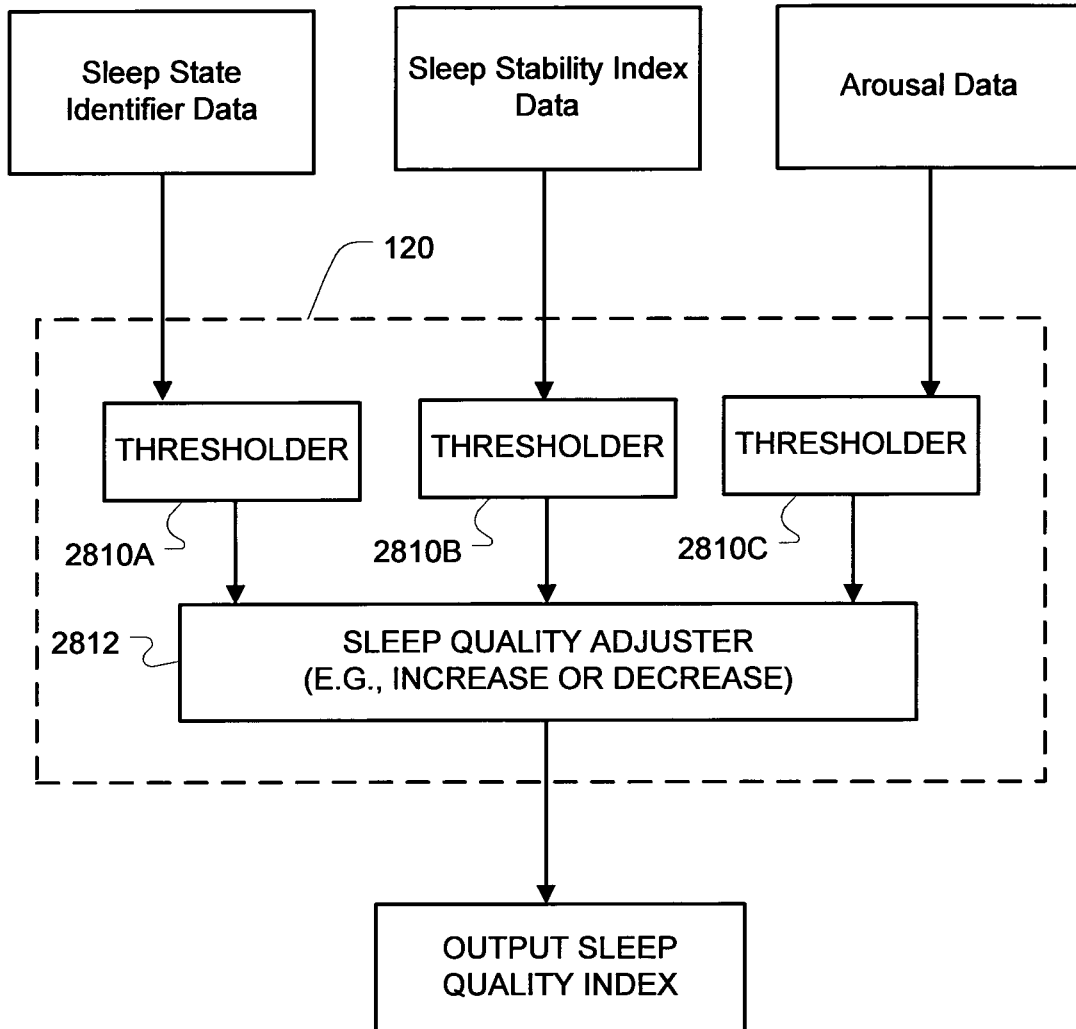 Sleep State
Identifier Data
Sleep Stability Index
Data
Arousal Data
120
THRESHOLDER
THRESHOLDER
THRESHOLDER
2810A
2810B
2810C
2812
SLEEP QUALITY ADJUSTER
(E.G., INCREASE OR DECREASE)
OUTPUT SLEEP
QUALITY INDEX